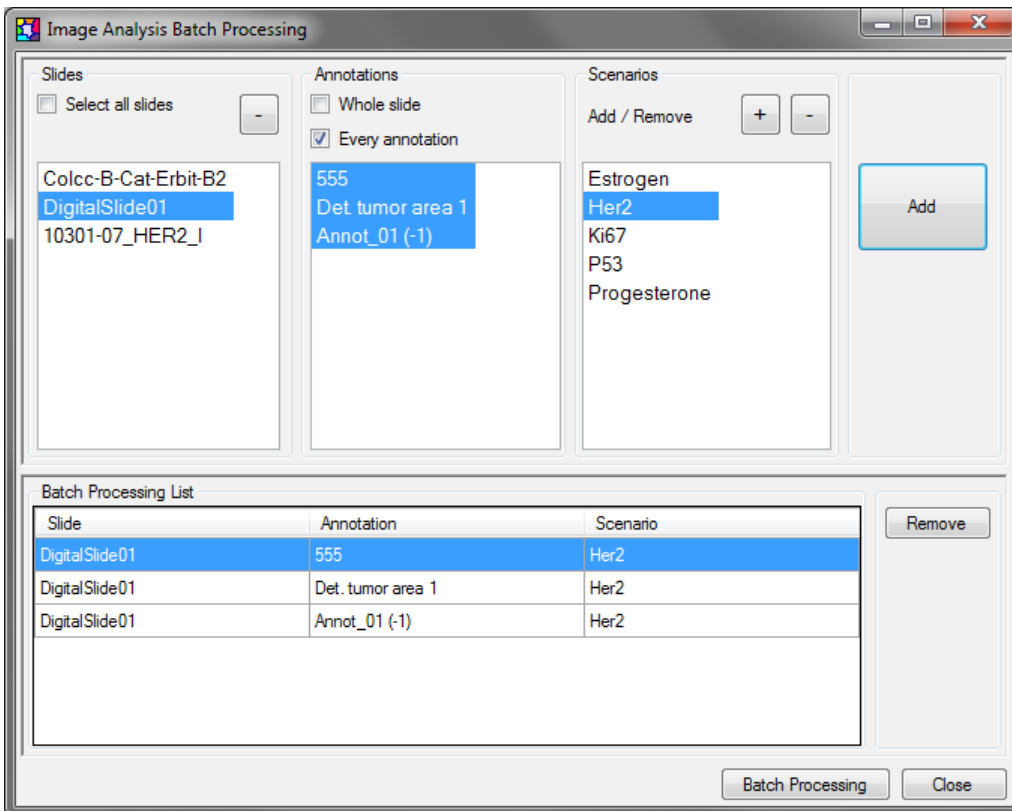 Image Analysis Batch Processing
Slides
Select all slides
-
Colcc-B-Cat-Erbit-B2
DigitalSlide01
10301-07_HER2_I
Annotations
Whole slide
Every annotation
555
Det. tumor area 1
Annot_01 (-1)
Scenarios
Add / Remove
+ -
Estrogen
Her2
Ki67
P53
Progesterone
Add
Batch Processing List
Slide Annotation Scenario
DigitalSlide01 555 Her2
DigitalSlide01 Det. tumor area 1 Her2
DigitalSlide01 Annot_01 (-1) Her2
Remove
Batch Processing Close